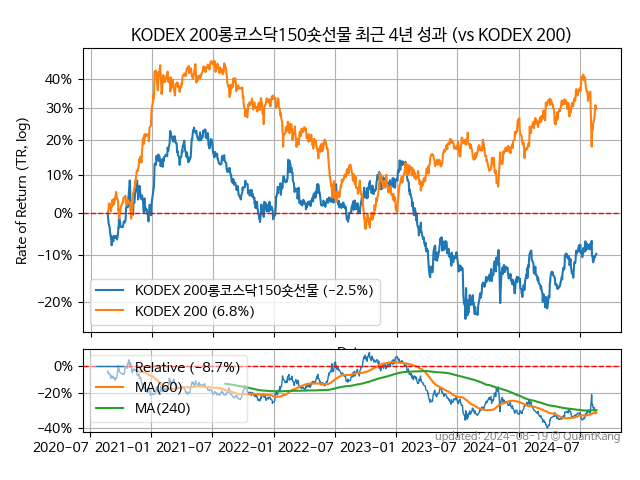 KODEX 200롱코스닥150숏선물 최근 4년 성과 (vs KODEX 200)
Rate of Return (TR, log)
40%
30%
20%
10%
0%
−10%
−20%
KODEX 200롱코스닥150숏선물 (−2.5%)
KODEX 200 (6.8%)
0%
−20%
−40%
Relative (−8.7%)
MA(60)
MA(240)
updated: 2024-08-19 © QuantKang
2020-07 2021-01 2021-07 2022-01 2022-07 2023-01 2023-07 2024-01 2024-07